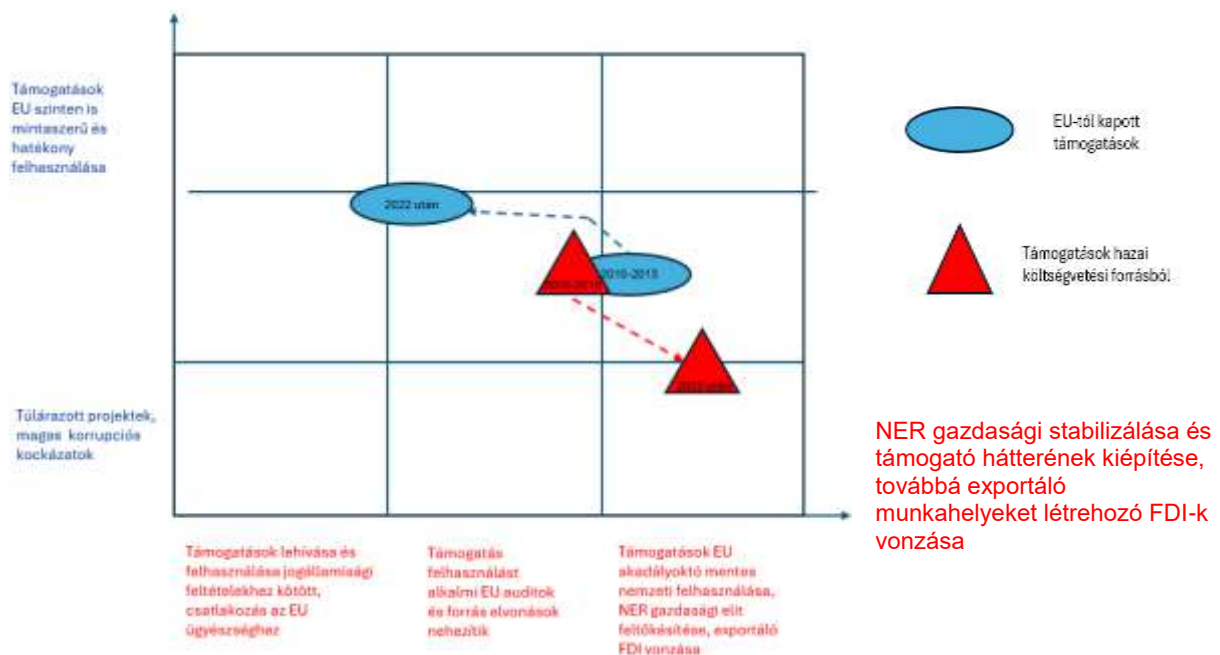 Támogatások
EU szinten is
mintaszerű és
hatékony
felhasználása
EU-tól kapott
támogatások
2022 után
2010-2015
Támogatások hazai
költségvetési forrásból
Túlárazott projektek,
magas korrupciós
kockázatok
NER gazdasági stabilizálása és
támogató hátterének kiépítése,
továbbá exportáló
munkahelyeket létrehozó FDI-k
vonzása
Támogatások lehívása és
felhasználása jogállamisági
feltételekhez kötött,
csatlakozás az EU
ügyészséghez
Támogatás
felhasználást
alkalmi EU auditok
és forrás elvonások
nehezítik
Támogatások EU
akadályoktó mentes
nemzeti felhasználása,
NER gazdasági elit
feltőkésítése, exportáló
FDI vonzása